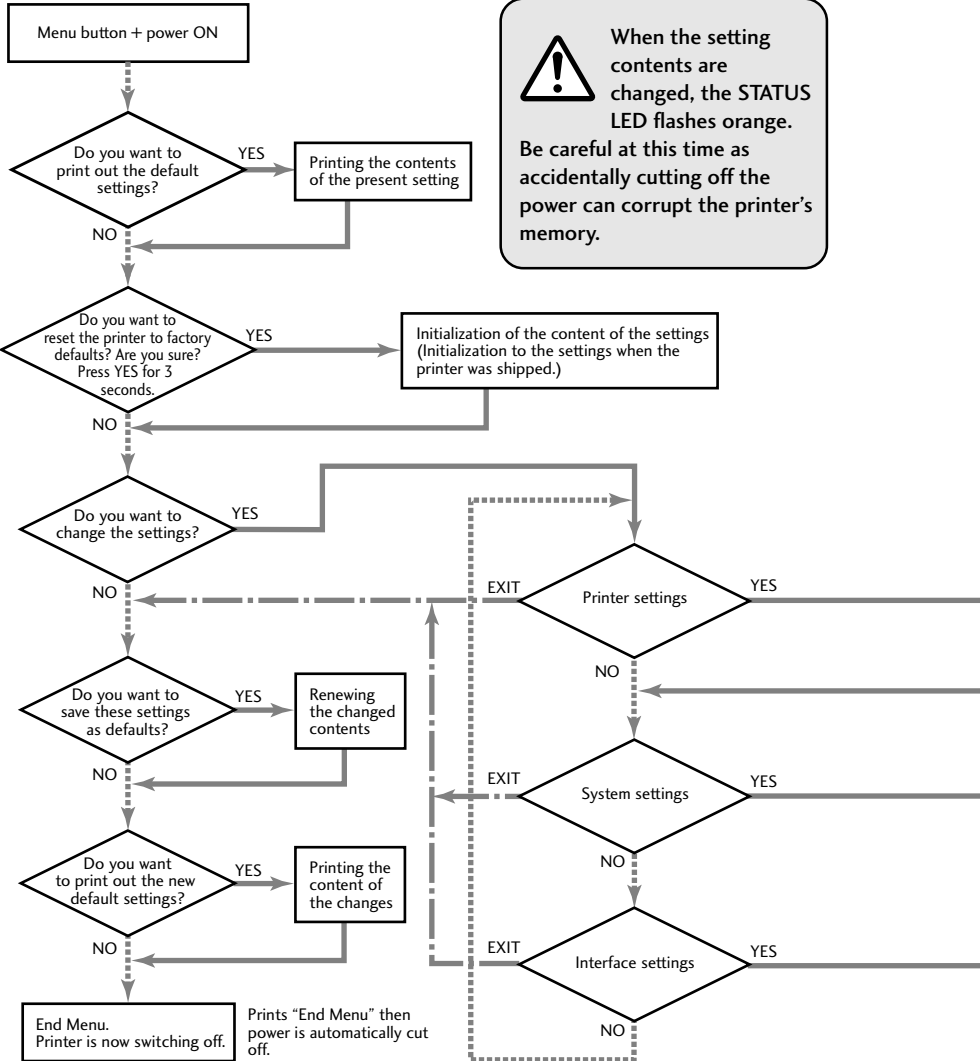 Menu button + power ON
When the setting
contents are
changed, the STATUS
LED flashes orange.
Be careful at this time as
accidentally cutting off the
power can corrupt the printer's
memory.
Do you want to
print out the default
settings?
YES
Printing the contents
of the present setting
NO
Do you want to
reset the printer to factory
defaults? Are you sure?
Press YES for 3
seconds.
YES
Initialization of the content of the settings
(Initialization to the settings when the
printer was shipped.)
NO
Do you want to
change the settings?
YES
NO
EXIT
Printer settings
YES
NO
Do you want to
save these settings
as defaults?
YES
Renewing
the changed
contents
NO
EXIT
System settings
YES
NO
Do you want
to print out the new
default settings?
YES
Printing the
content of
the changes
NO
EXIT
Interface settings
YES
NO
End Menu.
Printer is now switching off.
Prints “End Menu” then
power is automatically cut
off.